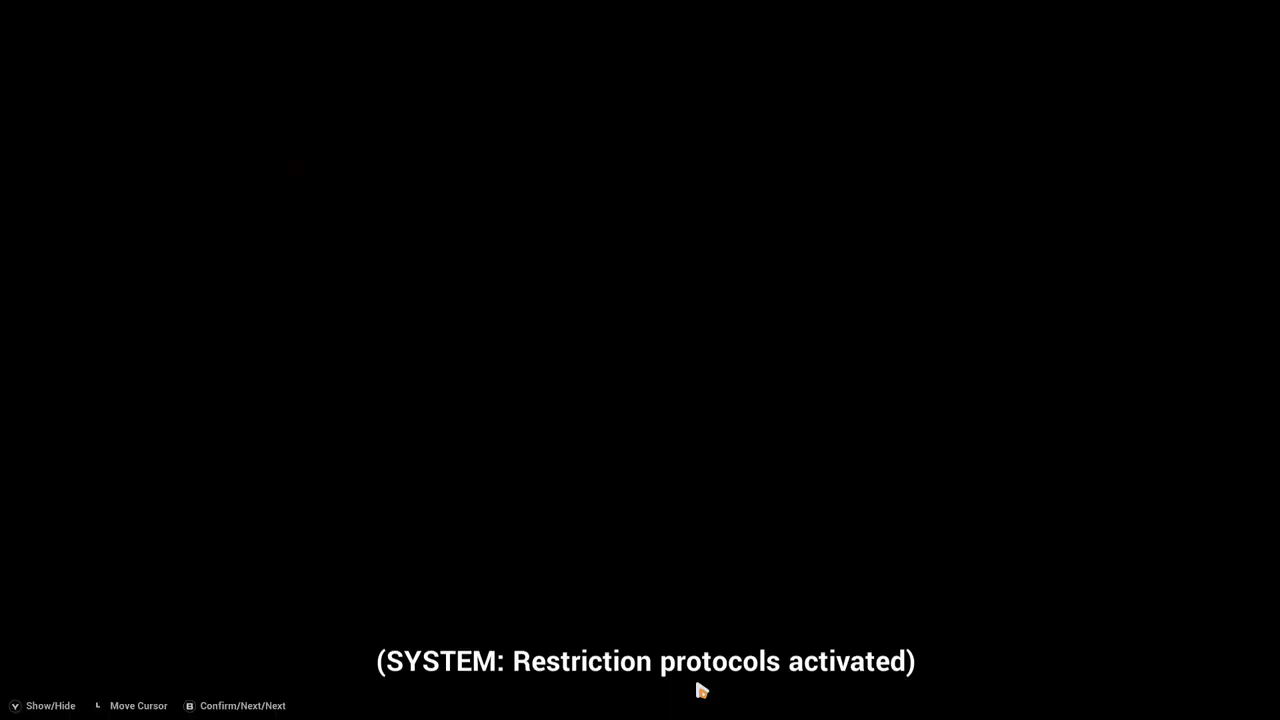 (SYSTEM: Restriction protocols activated)
Y Show/Hide L Move Cursor B Confirm/Next/Next